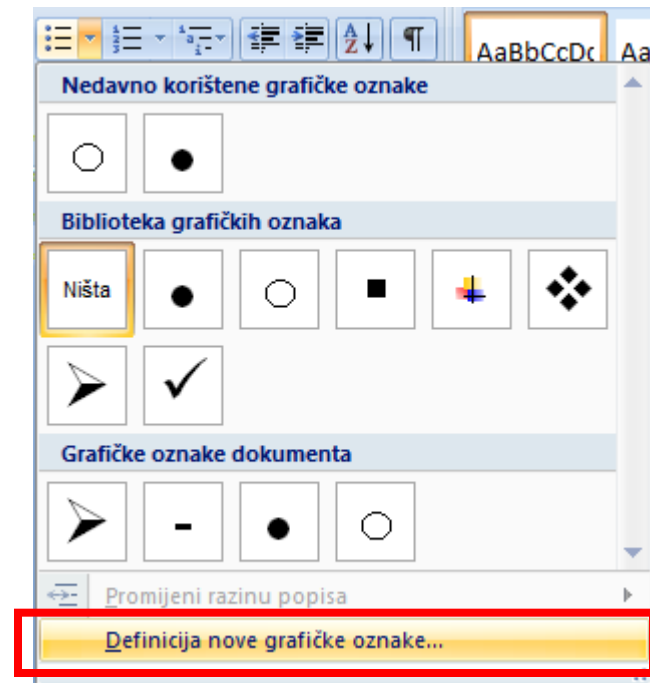 AaBbCcDc Aa
Nedavno korištene grafičke oznake
Biblioteka grafičkih oznaka
Ništa
Grafičke oznake dokumenta
Promijeni razinu popisa
Definicija nove grafičke oznake...